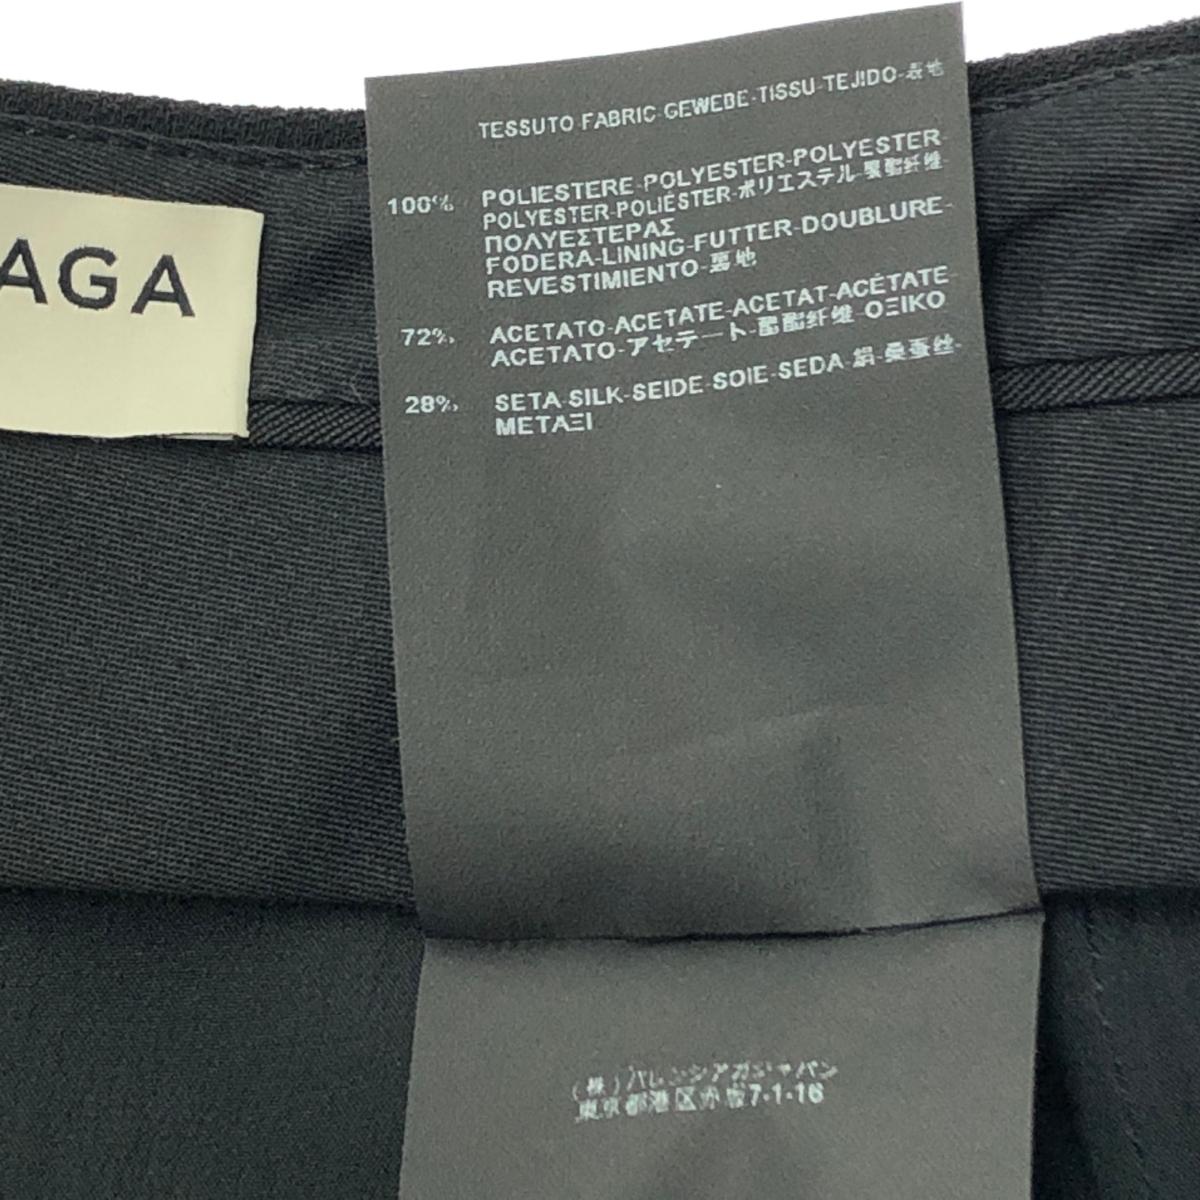 AGA
TESSUTO-FABRIC-GEWEBE-TISSU-TEJIDO-表地
100% POLIESTERE-POLYESTER-POLYESTER-
POLYESTER-POLIÉSTER-ポリエステル-聚酯纤维-
ΠΟΛΥΕΣΤΕΡΑΣ
FODERA-LINING-FUTTER-DOUBLURE-
REVESTIMIENTO-裏地
72% ACETATO-ACETATE-ACETAT-ACÉTATE-
ACETATO-アセテート-醋酯纤维-ΟΞΙΚΟ
28% SETA-SILK-SEIDE-SOIE-SEDA-絹-桑蚕丝-
ΜΕΤΑΞΙ
(株)バレンシアガジャパン
東京都港区赤坂7-1-16